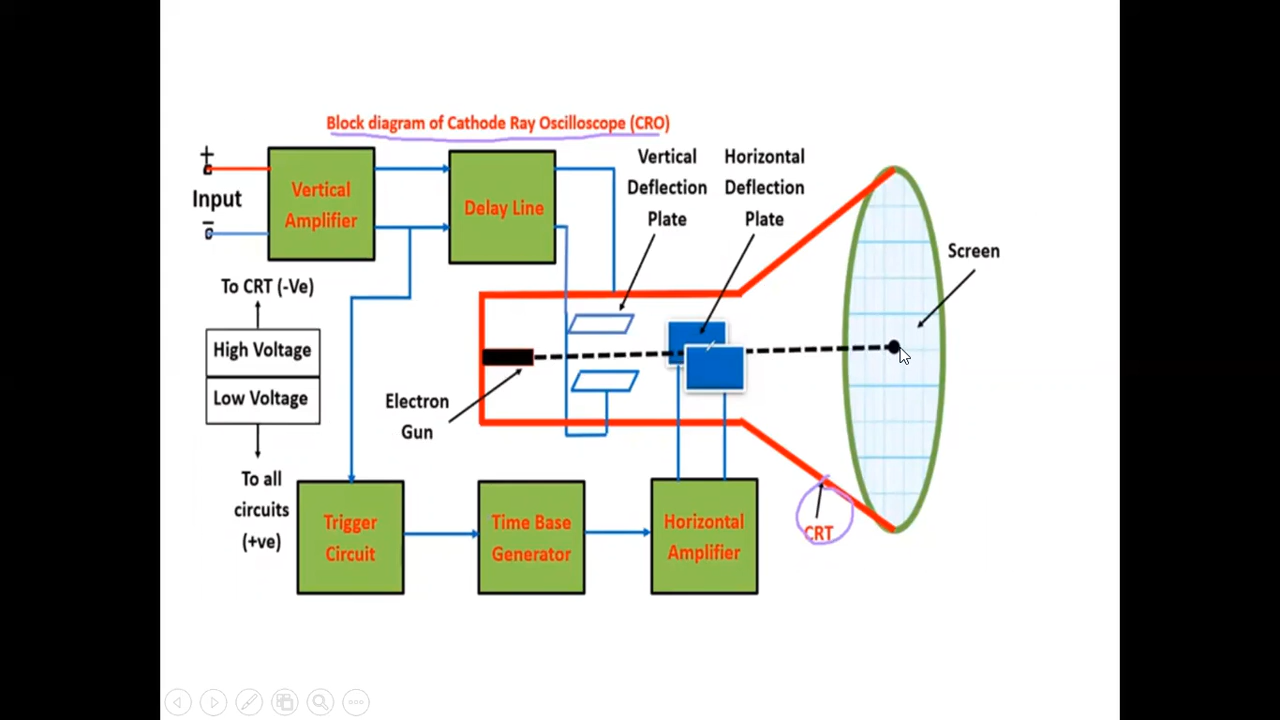 Block diagram of Cathode Ray Oscilloscope (CRO)
+
Input
-
Vertical
Amplifier
Delay Line
Vertical
Deflection
Plate
Horizontal
Deflection
Plate
Screen
To CRT (-Ve)
High Voltage
Low Voltage
To all
circuits
(+ve)
Electron
Gun
Trigger
Circuit
Time Base
Generator
Horizontal
Amplifier
CRT